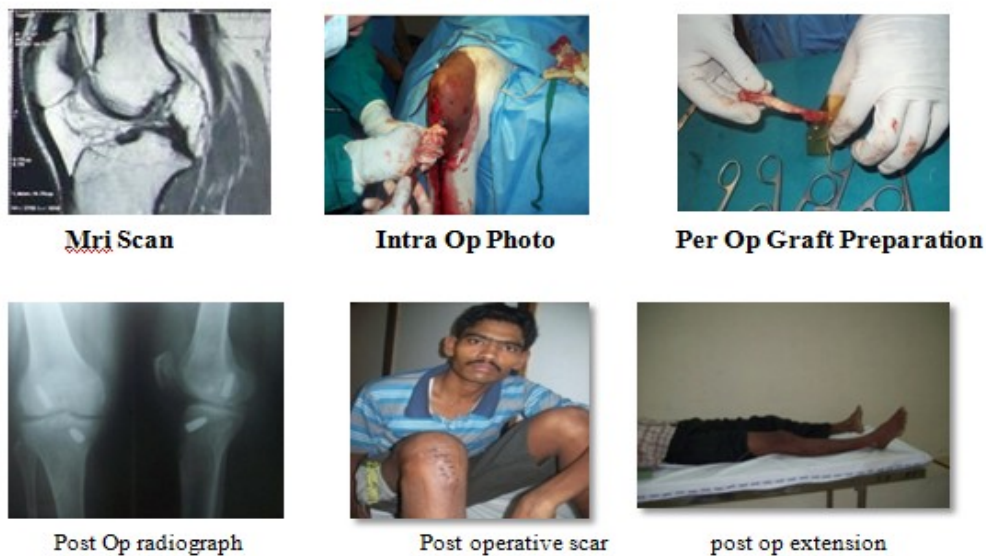 Mri Scan
Intra Op Photo
Per Op Graft Preparation
Post Op radiograph
Post operative scar
post op extension